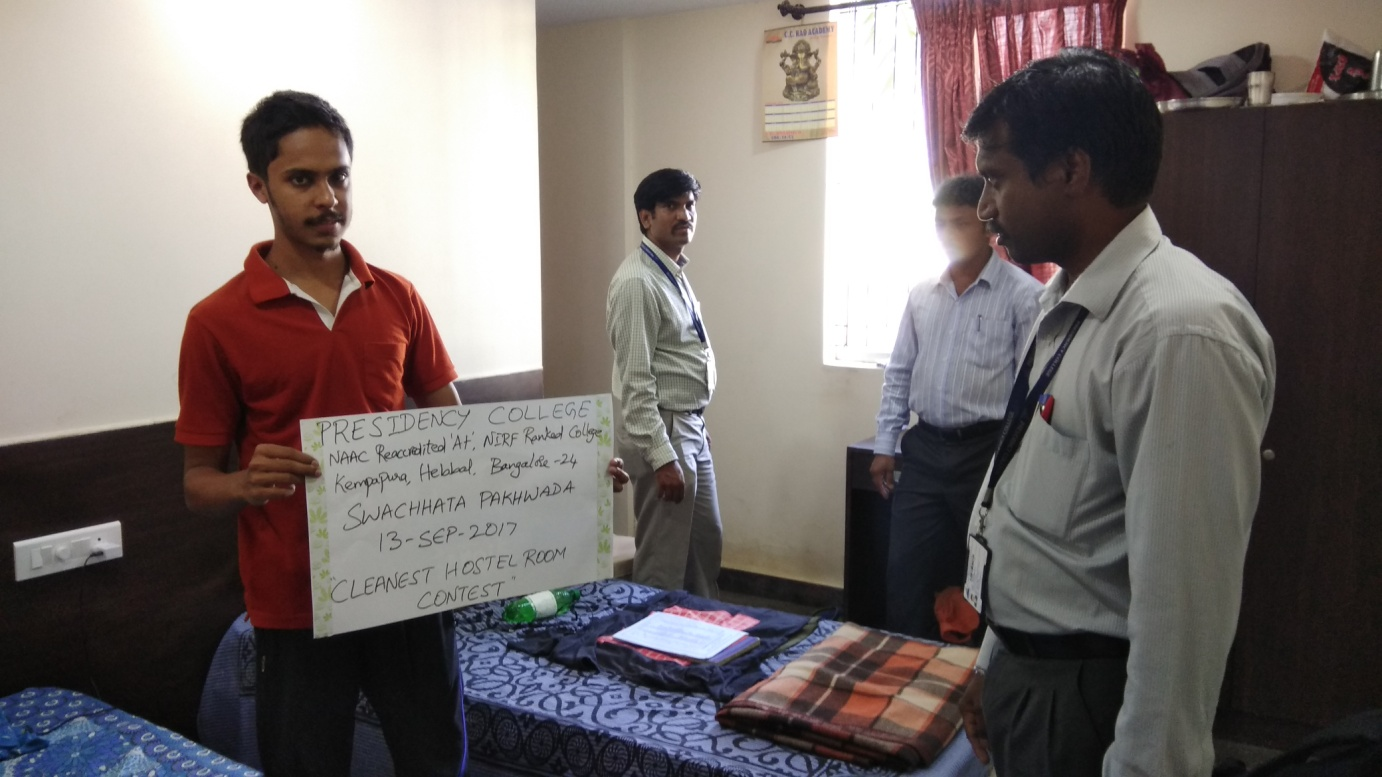 PRESIDENCY COLLEGE
NAAC Reaccredited 'A+', NIRF Ranked College
Kempapura, Hebbal, Bangalore -24
SWACHHATA PAKHWADA
13-SEP-2017
"CLEANEST HOSTEL ROOM
CONTEST"